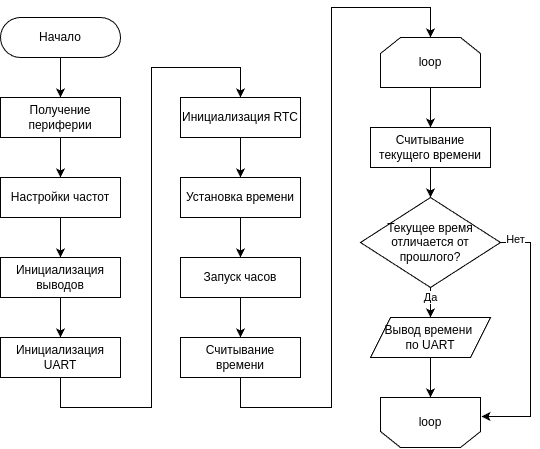 Начало
Получение
периферии
Настройки частот
Инициализация
выводов
Инициализация
UART
Инициализация RTC
Установка времени
Запуск часов
Считывание
времени
loop
Считывание
текущего времени
Текущее время
отличается от
прошлого?
Нет
Да
Вывод времени
по UART
loop